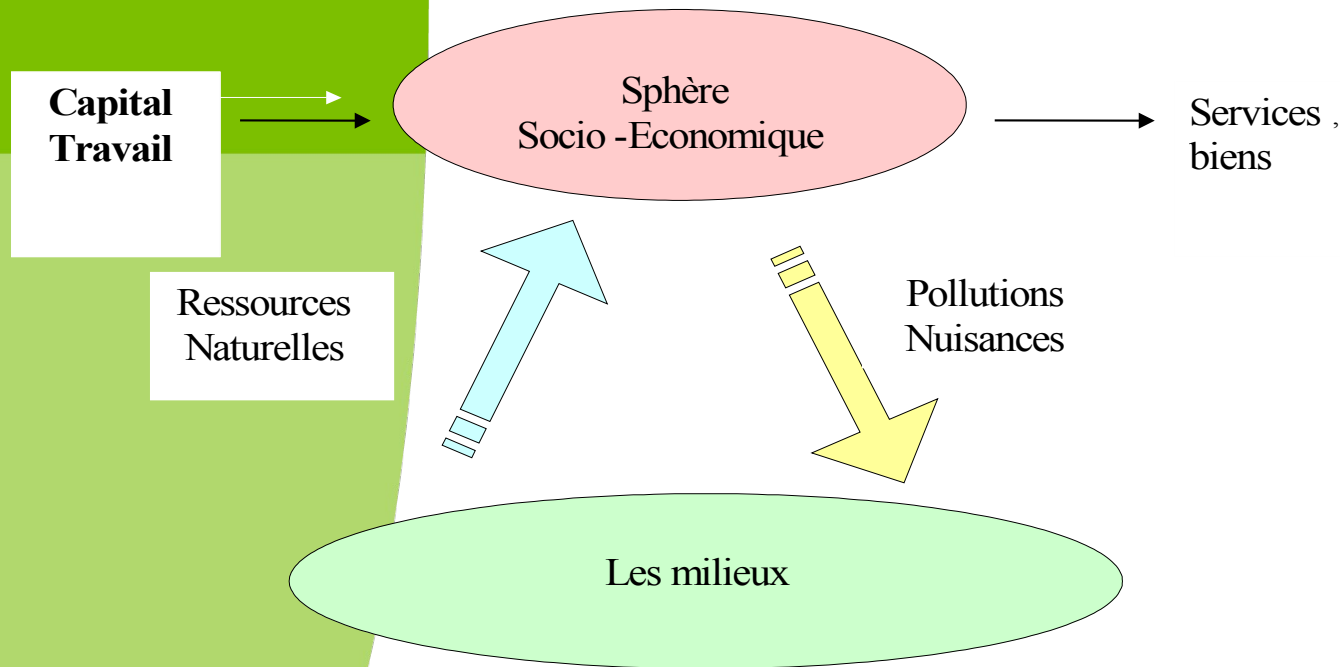 Capital
Travail
Sphère
Socio -Economique
Services ,
biens
Ressources
Naturelles
Pollutions
Nuisances
Les milieux